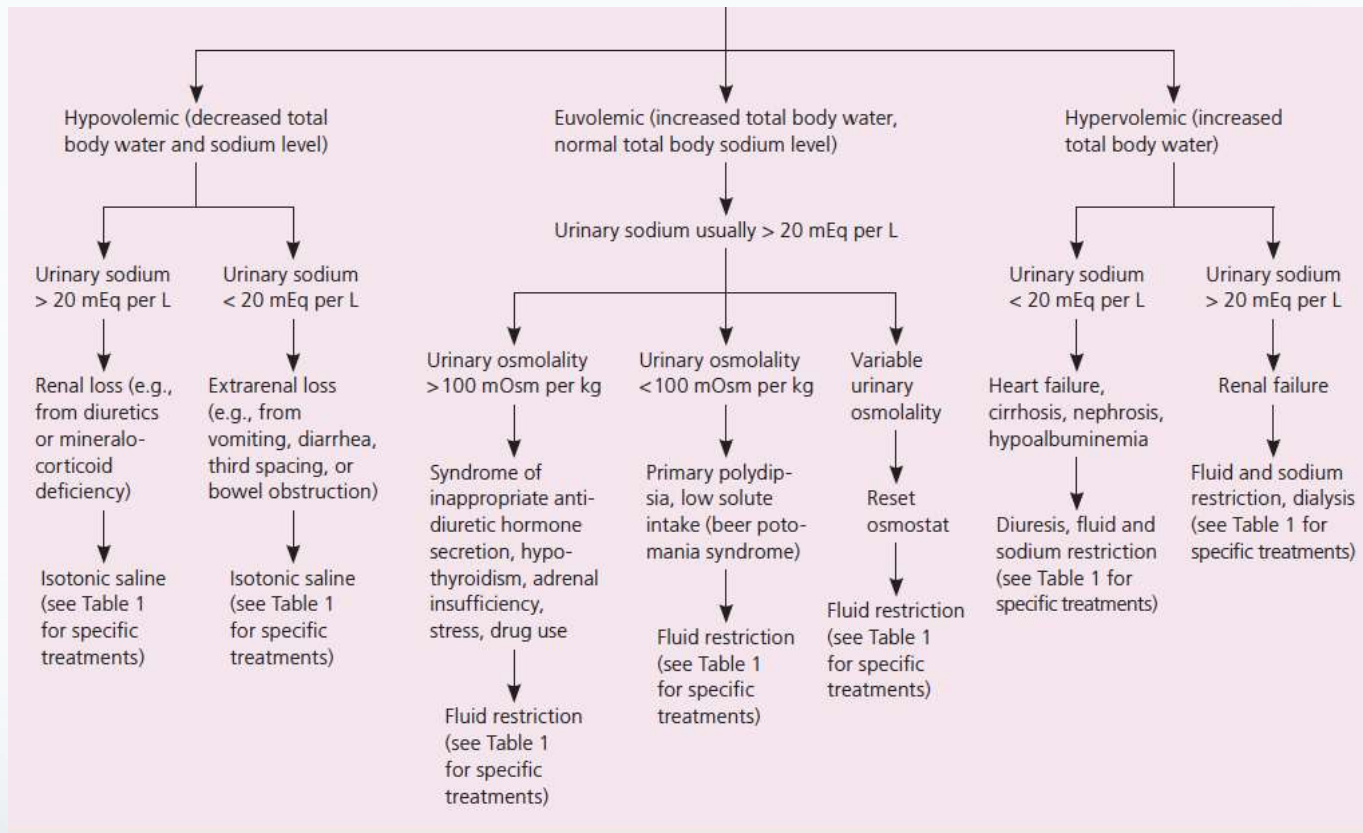 Hypovolemic (decreased total
body water and sodium level)
Euvolemic (increased total body water,
normal total body sodium level)
Hypervolemic (increased
total body water)
Urinary sodium usually > 20 mEq per L
Urinary sodium
> 20 mEq per L
Urinary sodium
< 20 mEq per L
Urinary sodium
< 20 mEq per L
Urinary sodium
> 20 mEq per L
Urinary osmolality
>100 mOsm per kg
Urinary osmolality
<100 mOsm per kg
Variable
urinary
osmolality
Renal loss (e.g.,
from diuretics
or mineralo-
corticoid
deficiency)
Extrarenal loss
(e.g., from
vomiting, diarrhea,
third spacing, or
bowel obstruction)
Heart failure,
cirrhosis, nephrosis,
hypoalbuminemia
Renal failure
Syndrome of
inappropriate anti-
diuretic hormone
secretion, hypo-
thyroidism, adrenal
insufficiency,
stress, drug use
Primary polydip-
sia, low solute
intake (beer poto-
mania syndrome)
Reset
osmostat
Diuresis, fluid and
sodium restriction
(see Table 1 for
specific treatments)
Fluid and sodium
restriction, dialysis
(see Table 1 for
specific treatments)
Isotonic saline
(see Table 1
for specific
treatments)
Isotonic saline
(see Table 1
for specific
treatments)
Fluid restriction
(see Table 1
for specific
treatments)
Fluid restriction
(see Table 1
for specific
treatments)
Fluid restriction
(see Table 1
for specific
treatments)